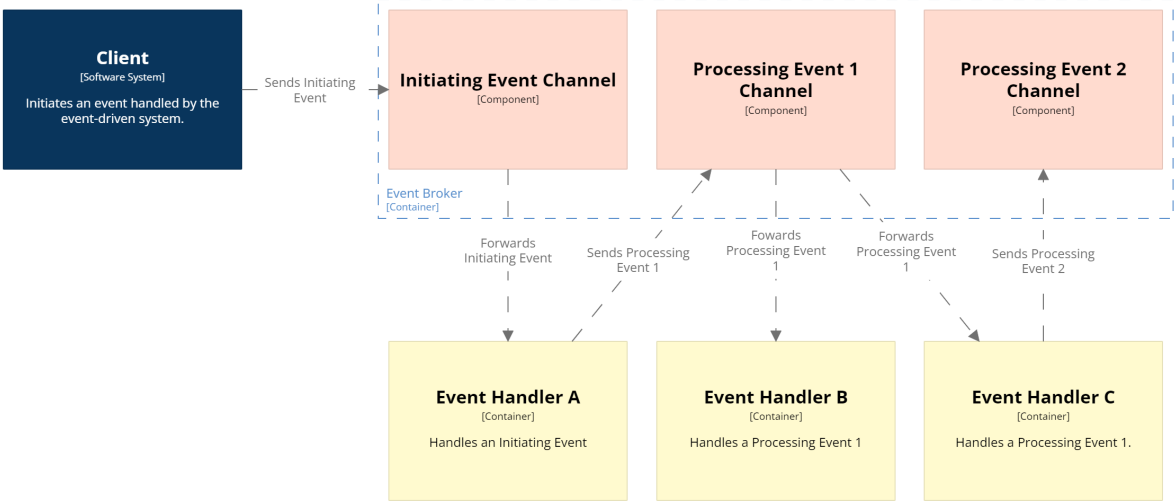 Client
[Software System]
Initiates an event handled by the
event-driven system.
Sends Initiating
Event
Initiating Event Channel
[Component]
Processing Event 1
Channel
[Component]
Processing Event 2
Channel
[Component]
Event Broker
[Container]
Forwards
Initiating Event
Sends Processing
Event 1
Fowards
Processing Event
1
Forwards
Processing Event
1
Sends Processing
Event 2
Event Handler A
[Container]
Handles an Initiating Event
Event Handler B
[Container]
Handles a Processing Event 1
Event Handler C
[Container]
Handles a Processing Event 1.